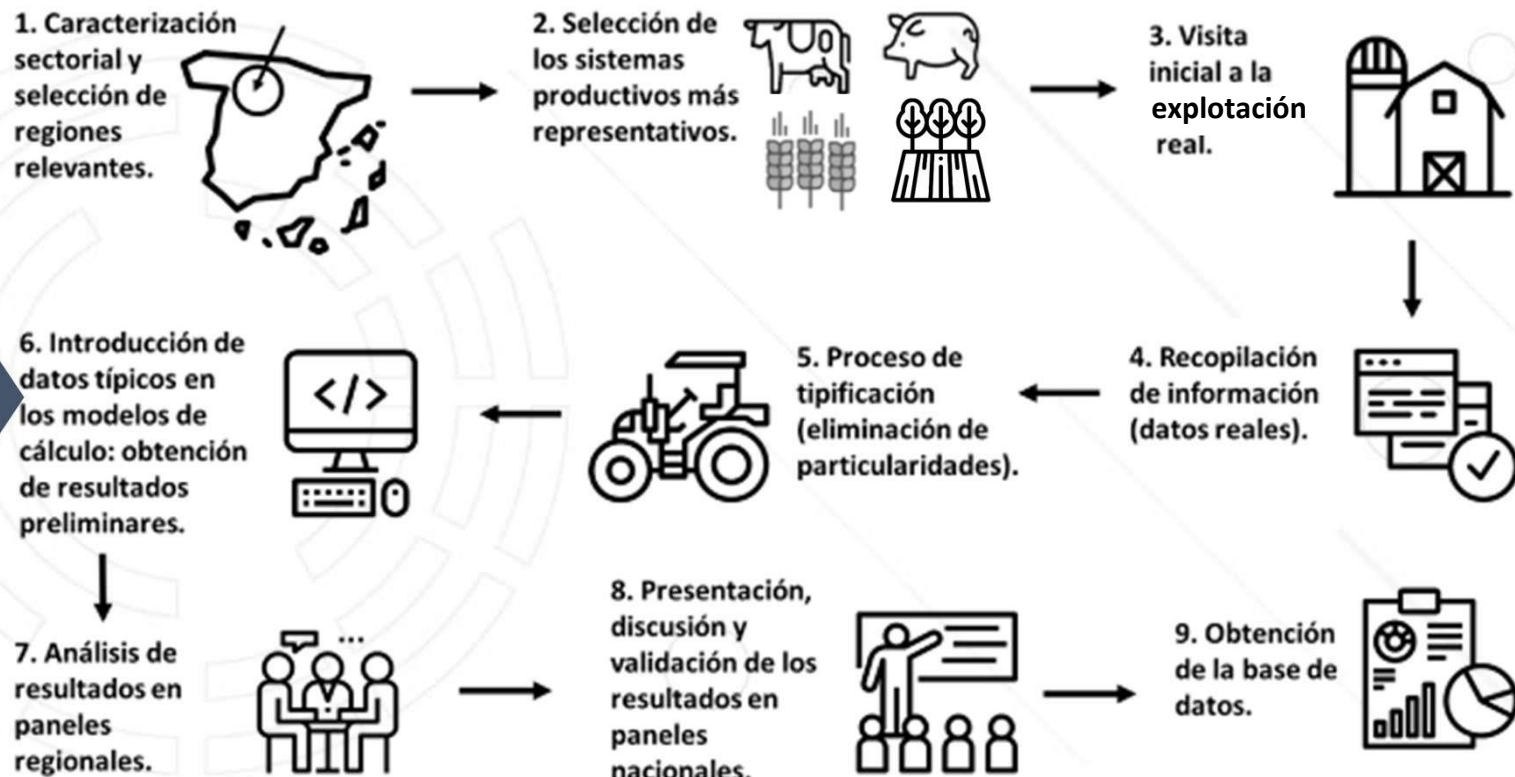 1. Caracterización
sectorial y
selección de
regiones
relevantes.
2. Selección de
los sistemas
productivos más
representativos.
3. Visita
inicial a la
explotación
real.
4. Recopilación
de información
(datos reales).
5. Proceso de
tipificación
(eliminación de
particularidades).
6. Introducción de
datos típicos en
los modelos de
cálculo: obtención
de resultados
preliminares.
</>
7. Análisis de
resultados en
paneles
regionales.
8. Presentación,
discusión y
validación de los
resultados en
paneles
nacionales.
9. Obtención
de la base de
datos.